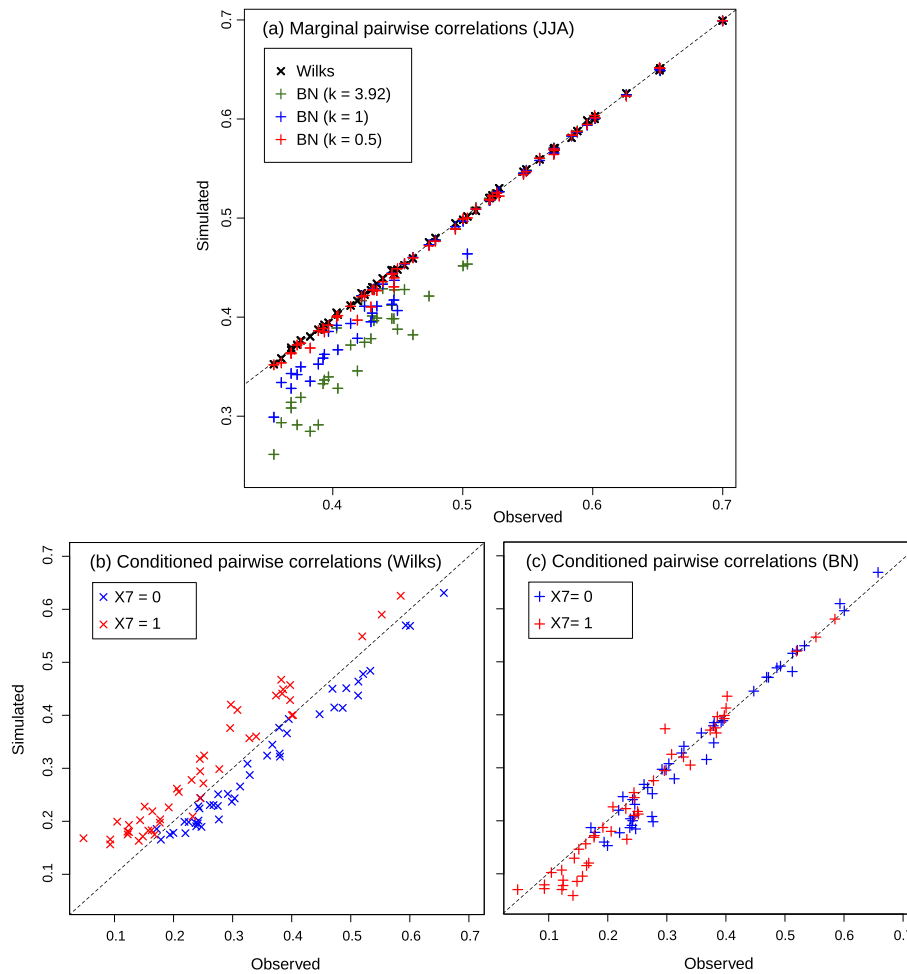 (a) Marginal pairwise correlations (JJA)
Wilks
BN (k = 3.92)
BN (k = 1)
BN (k = 0.5)
0.7
0.6
0.5
0.4
0.3
Simulated
0.4 0.5 0.6 0.7
Observed
(b) Conditioned pairwise correlations (Wilks)
X7 = 0
X7 = 1
0.7
0.6
0.5
0.4
0.3
0.2
0.1
Simulated
0.1 0.2 0.3 0.4 0.5 0.6 0.7
Observed
(c) Conditioned pairwise correlations (BN)
X7= 0
X7= 1
0.1 0.2 0.3 0.4 0.5 0.6 0.7
Observed